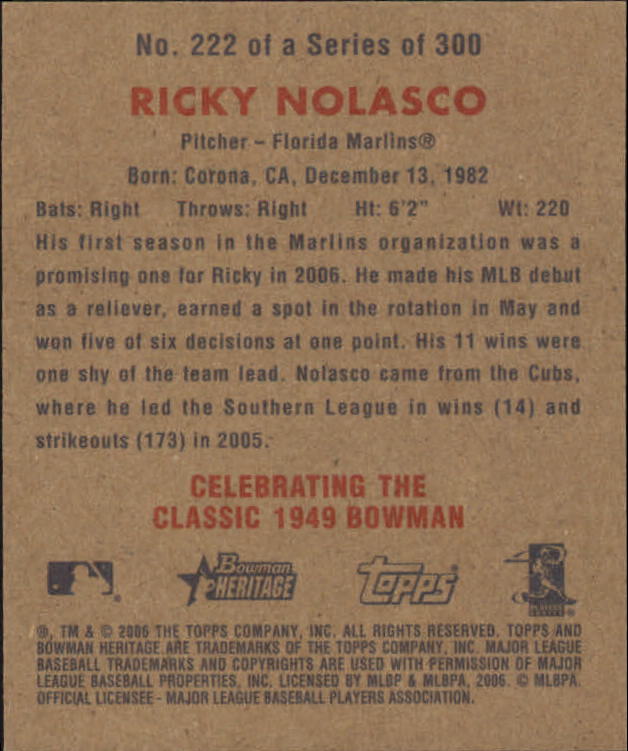 No. 222 of a Series of 300
RICKY NOLASCO
Pitcher – Florida Marlins®
Born: Corona, CA, December 13, 1982
Bats: Right Throws: Right Ht: 6'2" Wt: 220
His first season in the Marlins organization was a
promising one for Ricky in 2006. He made his MLB debut
as a reliever, earned a spot in the rotation in May and
won five of six decisions at one point. His 11 wins were
one shy of the team lead. Nolasco came from the Cubs,
where he led the Southern League in wins (14) and
strikeouts (173) in 2005.
CELEBRATING THE
CLASSIC 1949 BOWMAN
Bowman
HERITAGE
topps®
PLAYERS
CHOICE
®, TM & © 2006 THE TOPPS COMPANY, INC. ALL RIGHTS RESERVED. TOPPS AND
BOWMAN HERITAGE ARE TRADEMARKS OF THE TOPPS COMPANY, INC. MAJOR LEAGUE
BASEBALL TRADEMARKS AND COPYRIGHTS ARE USED WITH PERMISSION OF MAJOR
LEAGUE BASEBALL PROPERTIES, INC. LICENSED BY MLBP & MLBPA, 2006. © MLBPA.
OFFICIAL LICENSEE - MAJOR LEAGUE BASEBALL PLAYERS ASSOCIATION.